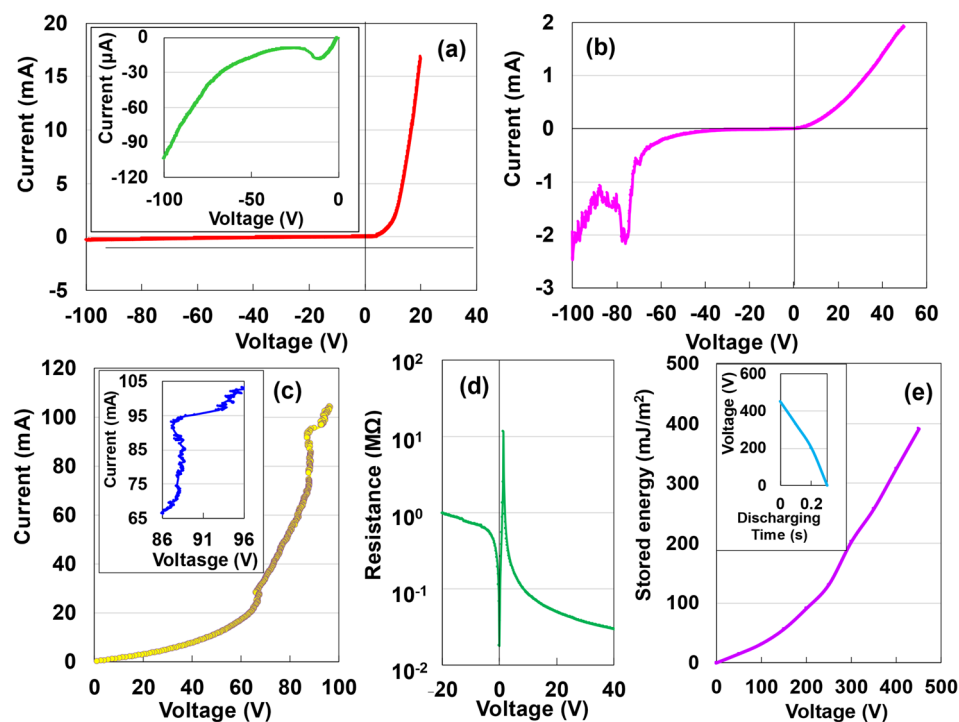 (a)
Current (mA)
20
15
10
5
0
-5
-100 -80 -60 -40 -20 0 20 40
Voltage (V)
Current (µA)
0
-30
-60
-90
-120
-100 -50 0
Voltage (V)
(b)
Current (mA)
2
1
0
-1
-2
-3
-100 -80 -60 -40 -20 0 20 40 60
Voltage (V)
(c)
Current (mA)
120
100
80
60
40
20
0
0 20 40 60 80 100
Voltage (V)
Current (mA)
105
95
85
75
65
86 91 96
Voltasge (V)
(d)
Resistance (MΩ)
10²
10¹
10⁰
10⁻¹
10⁻²
-20 0 20 40
Voltage (V)
(e)
Stored energy (mJ/m²)
500
400
300
200
100
0
0 100 200 300 400 500
Voltage (V)
Voltage (V)
600
400
200
0
0 0.2
Discharging
Time (s)